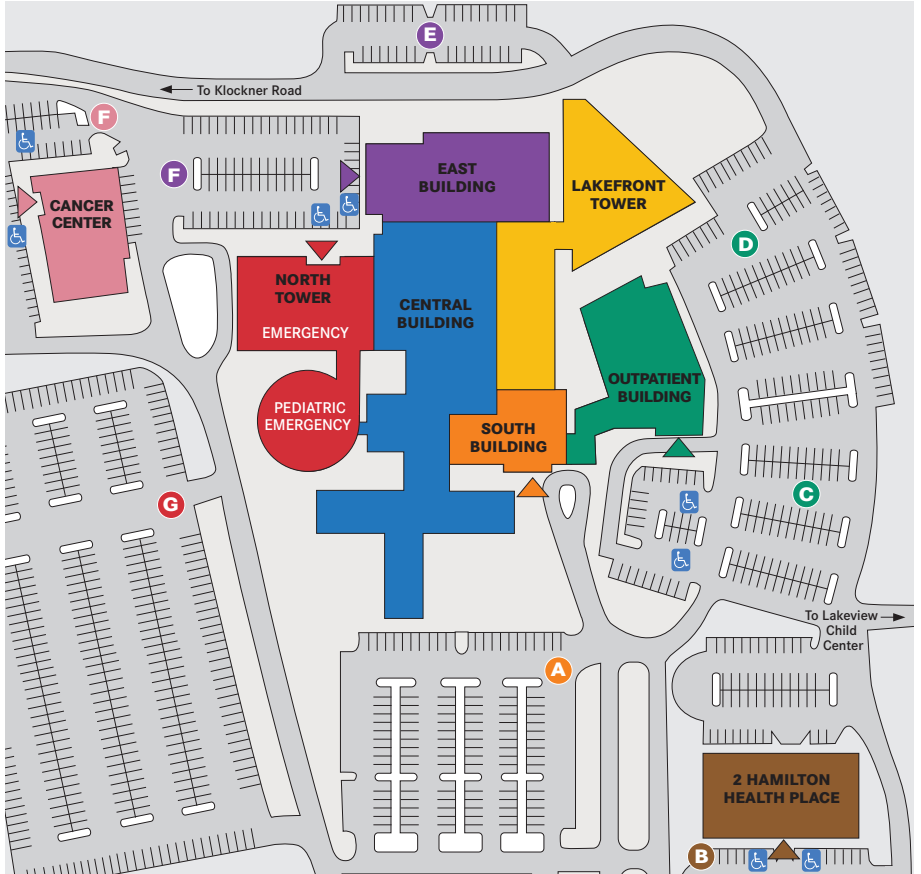 E
To Klockner Road
F
F
EAST
BUILDING
LAKEFRONT
TOWER
CANCER
CENTER
D
NORTH
TOWER
EMERGENCY
CENTRAL
BUILDING
OUTPATIENT
BUILDING
PEDIATRIC
EMERGENCY
SOUTH
BUILDING
G
C
To Lakeview
Child
Center
A
2 HAMILTON
HEALTH PLACE
B